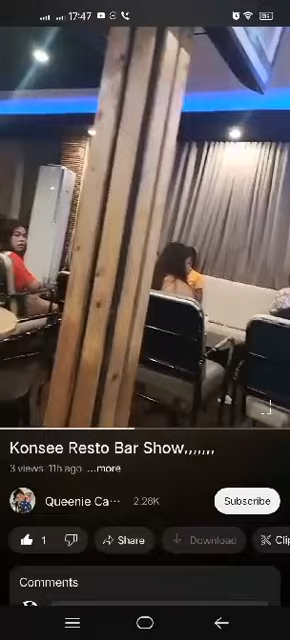 17:47
Konsee Resto Bar Show,,,,,,,
3 views 11h ago ...more
Queenie Ca... 2.28K Subscribe
1 Share Download Clip
Comments